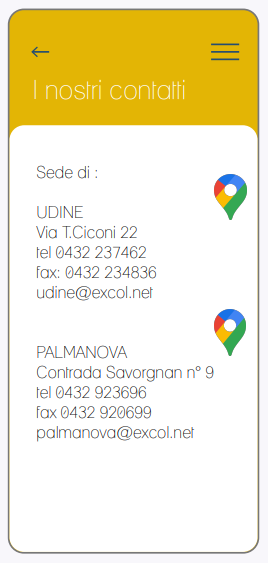 I nostri contatti
Sede di :
UDINE
Via T.Ciconi 22
tel 0432 237462
fax: 0432 234836
udine@excol.net
PALMANOVA
Contrada Savorgnan n° 9
tel 0432 923696
fax 0432 920699
palmanova@excol.net